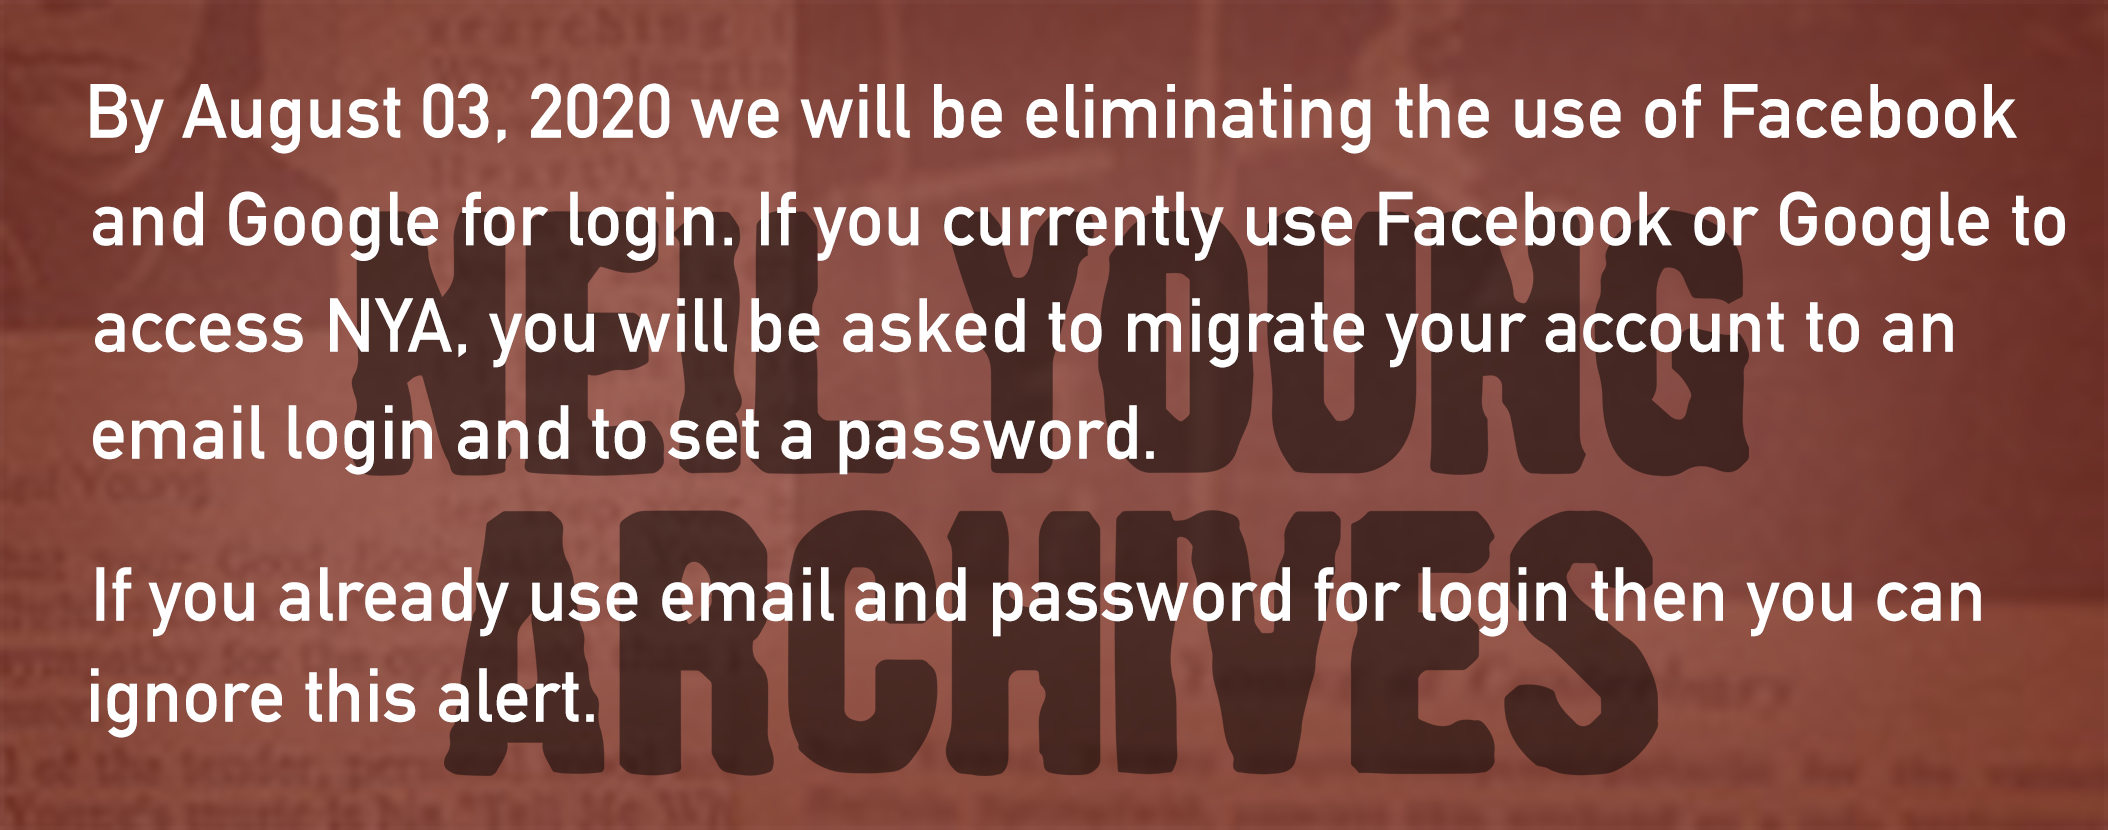 By August 03, 2020 we will be eliminating the use of Facebook
and Google for login. If you currently use Facebook or Google to
access NYA, you will be asked to migrate your account to an
email login and to set a password.
NEIL YOUNG
If you already use email and password for login then you can
ignore this alert.
ARCHIVES